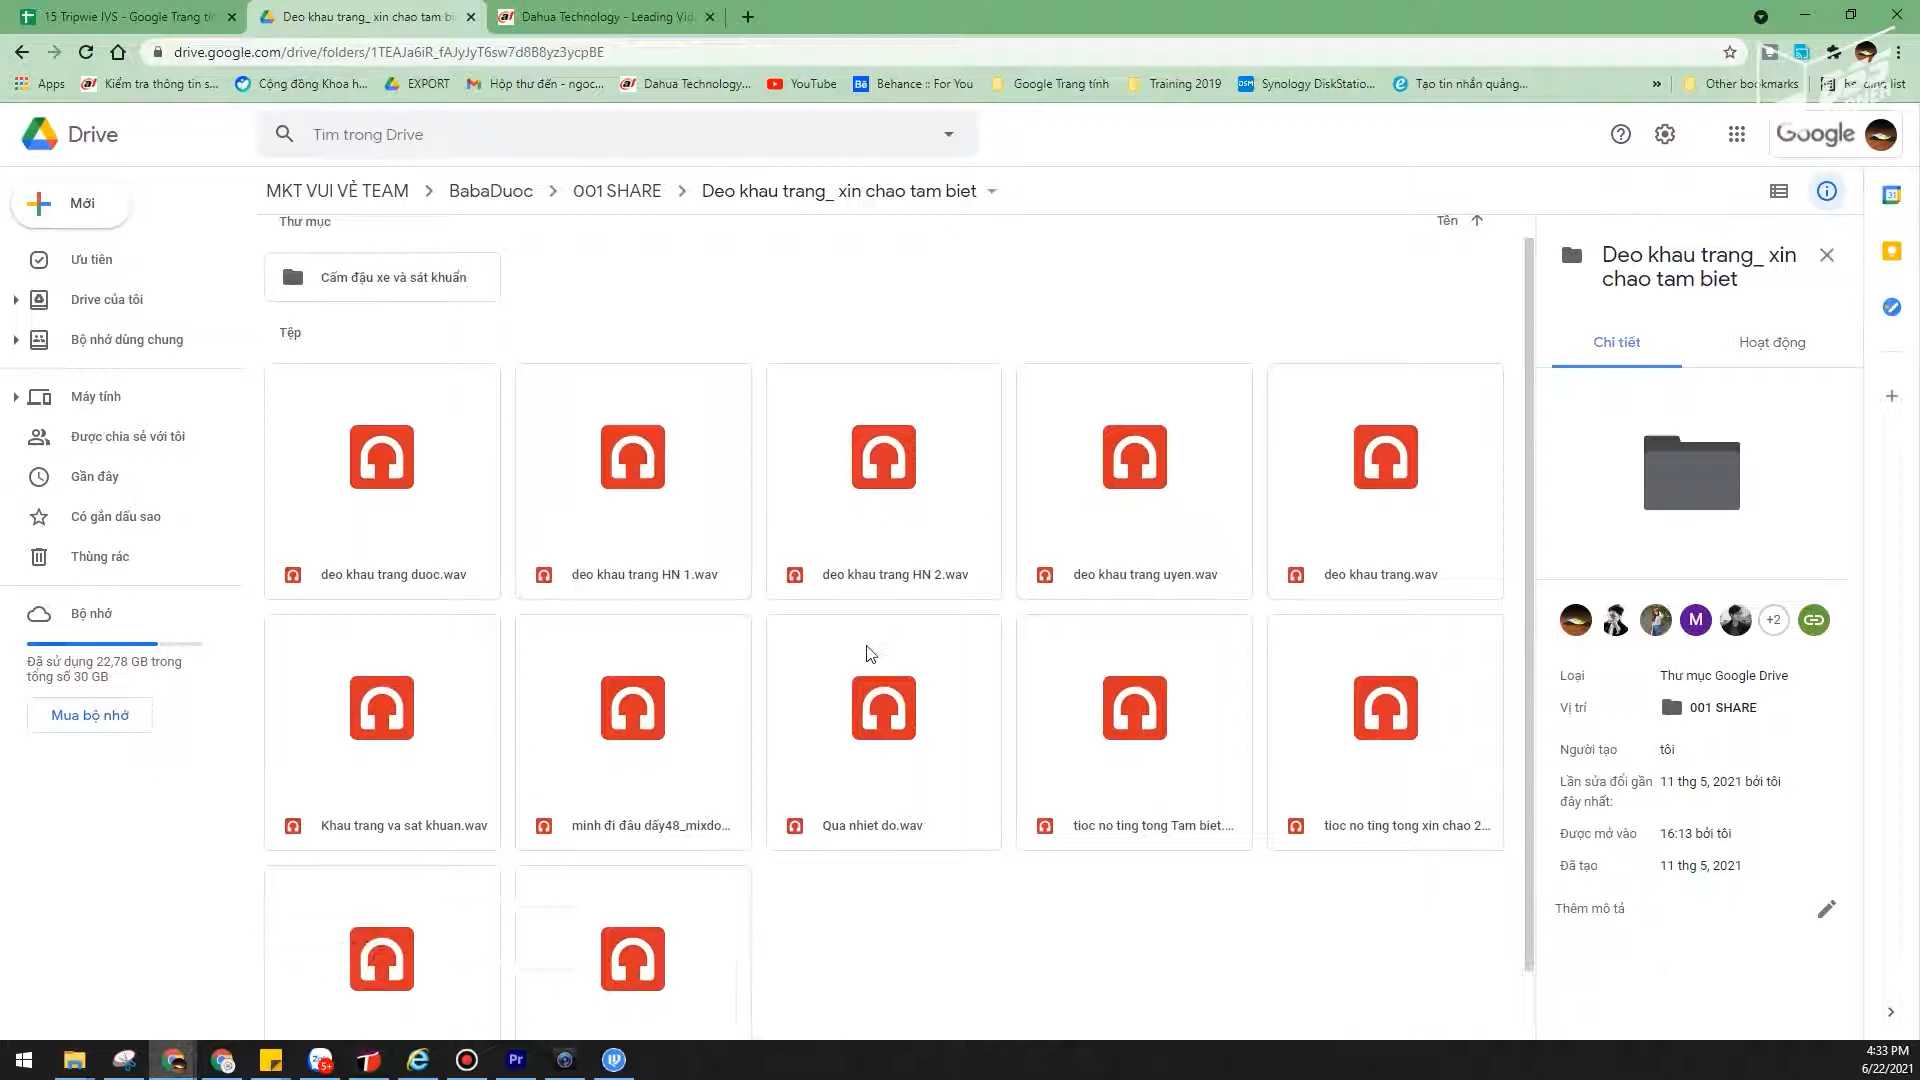 15 Tripwie IVS - Google Trang tí
Deo khau trang_ xin chao tam bi
Dahua Technology - Leading Vid
drive.google.com/drive/folders/1TEAJa6iR_fAJyJyT6sw7d8B8yz3ycpBE
Apps
Kiểm tra thông tin s...
Cộng đồng Khoa h...
EXPORT
Hộp thư đến - ngoc...
Dahua Technology...
YouTube
Behance :: For You
Google Trang tính
Training 2019
Synology DiskStatio...
Tạo tin nhắn quảng...
»
Other bookmarks
Drive
Tìm trong Drive
Google
Mới
MKT VUI VẺ TEAM > BabaDuoc > 001 SHARE > Deo khau trang_ xin chao tam biet
Ưu tiên
Drive của tôi
Bộ nhớ dùng chung
Máy tính
Được chia sẻ với tôi
Gần đây
Có gắn dấu sao
Thùng rác
Bộ nhớ
Đã sử dụng 22,78 GB trong
tổng số 30 GB
Mua bộ nhớ
Thư mục
Tên
Cấm đậu xe và sát khuẩn
Tệp
deo khau trang duoc.wav
deo khau trang HN 1.wav
deo khau trang HN 2.wav
deo khau trang uyen.wav
deo khau trang.wav
Khau trang va sat khuan.wav
minh đi đâu dấy48_mixdo...
Qua nhiet do.wav
tioc no ting tong Tam biet....
tioc no ting tong xin chao 2...
Deo khau trang_ xin
chao tam biet
Chi tiết
Hoạt động
M
+2
Loại
Thư mục Google Drive
Vị trí
001 SHARE
Người tạo
tôi
Lần sửa đổi gần
đây nhất:
11 thg 5, 2021 bởi tôi
Được mở vào
16:13 bởi tôi
Đã tạo
11 thg 5, 2021
Thêm mô tả
4:33 PM
6/22/2021